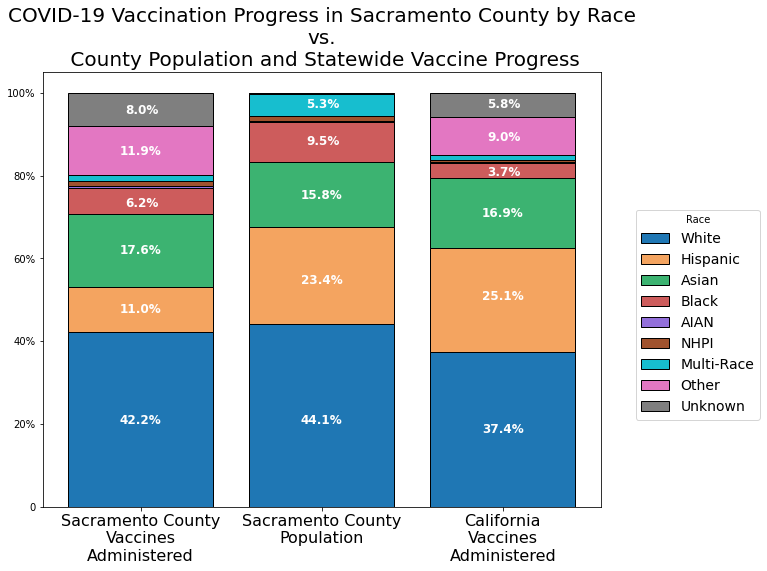 COVID-19 Vaccination Progress in Sacramento County by Race
vs.
County Population and Statewide Vaccine Progress
100%
80%
60%
40%
20%
0
8.0%
11.9%
6.2%
17.6%
11.0%
42.2%
5.3%
9.5%
15.8%
23.4%
44.1%
5.8%
9.0%
3.7%
16.9%
25.1%
37.4%
Sacramento County
Vaccines
Administered
Sacramento County
Population
California
Vaccines
Administered
Race
White
Hispanic
Asian
Black
AIAN
NHPI
Multi-Race
Other
Unknown